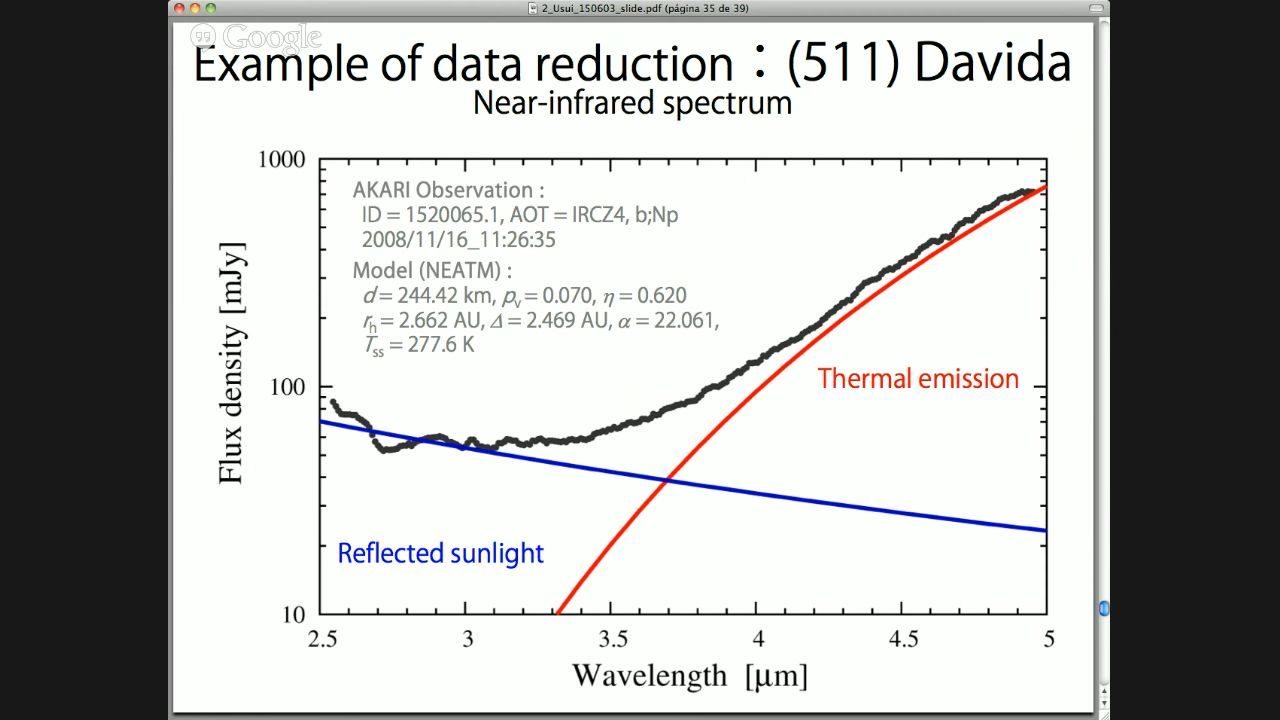 2_Usui_150603_slide.pdf (página 35 de 39)
Google
Example of data reduction：(511) Davida
Near-infrared spectrum
1000
AKARI Observation :
ID = 1520065.1, AOT = IRCZ4, b;Np
2008/11/16_11:26:35
Model (NEATM) :
d = 244.42 km, pv = 0.070, η = 0.620
rh = 2.662 AU, Δ = 2.469 AU, α = 22.061,
Tss = 277.6 K
Flux density [mJy]
100
Thermal emission
Reflected sunlight
10
2.5 3 3.5 4 4.5 5
Wavelength [μm]